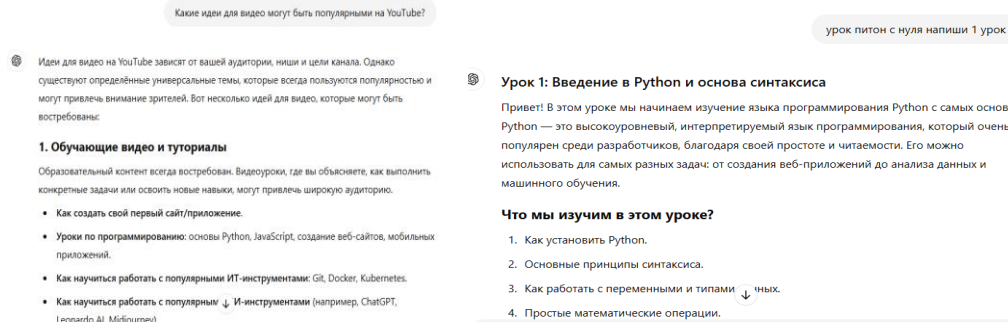 Какие идеи для видео могут быть популярными на YouTube?
Идеи для видео на YouTube зависят от вашей аудитории, ниши и цели канала. Однако
существуют определённые универсальные темы, которые всегда пользуются популярностью и
могут привлечь внимание зрителей. Вот несколько идей для видео, которые могут быть
востребованы:
1. Обучающие видео и туториалы
Образовательный контент всегда востребован. Видеоуроки, где вы объясняете, как выполнить
конкретные задачи или освоить новые навыки, могут привлечь широкую аудиторию.
• Как создать свой первый сайт/приложение.
• Уроки по программированию: основы Python, JavaScript, создание веб-сайтов, мобильных
приложений.
• Как научиться работать с популярными ИТ-инструментами: Git, Docker, Kubernetes.
• Как научиться работать с популярным И-инструментами (например, ChatGPT,
Leonardo AI, Midjourney)
урок питон с нуля напиши 1 урок
Урок 1: Введение в Python и основа синтаксиса
Привет! В этом уроке мы начинаем изучение языка программирования Python с самых основ
Python — это высокоуровневый, интерпретируемый язык программирования, который очень
популярен среди разработчиков, благодаря своей простоте и читаемости. Его можно
использовать для самых разных задач: от создания веб-приложений до анализа данных и
машинного обучения.
Что мы изучим в этом уроке?
1. Как установить Python.
2. Основные принципы синтаксиса.
3. Как работать с переменными и типами ных.
4. Простые математические операции.